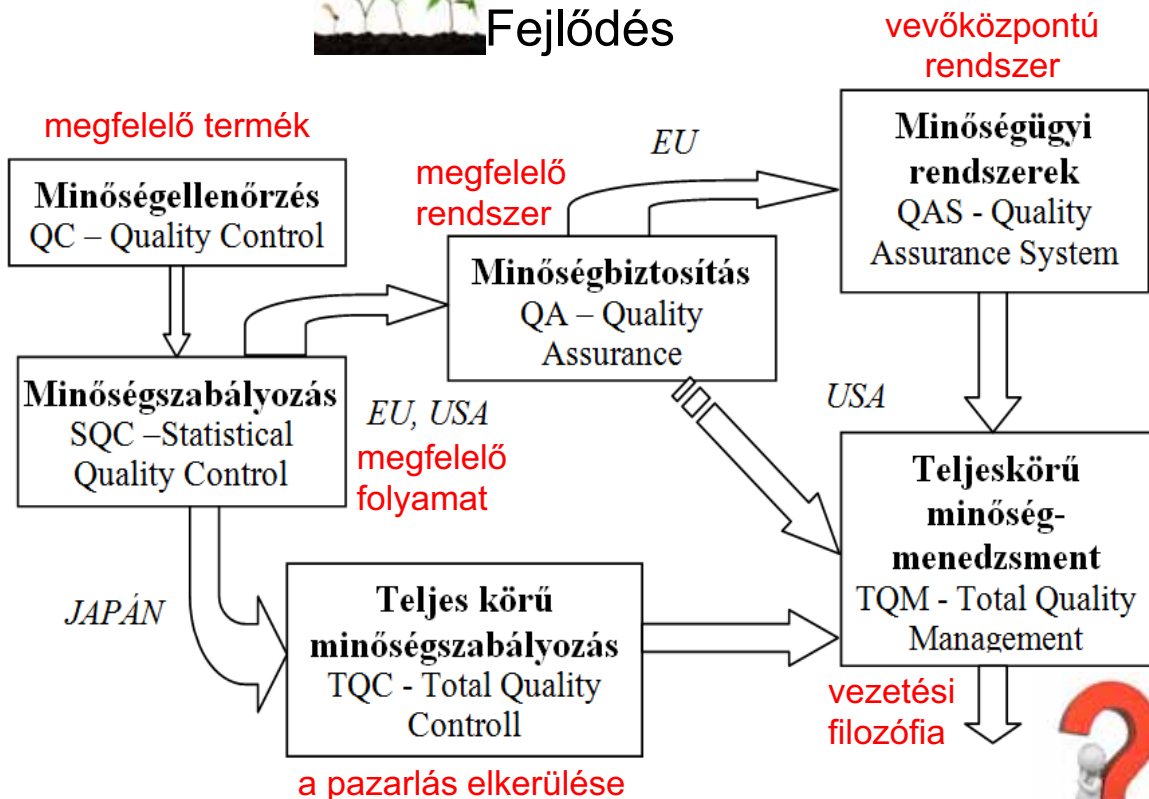 Fejlődés
megfelelő termék
Minőségellenőrzés
QC – Quality Control
Minőségszabályozás
SQC –Statistical
Quality Control
EU, USA
megfelelő
folyamat
megfelelő
rendszer
Minőségbiztosítás
QA – Quality
Assurance
EU
vevőközpontú
rendszer
Minőségügyi
rendszerek
QAS - Quality
Assurance System
USA
JAPÁN
Teljes körű
minőségszabályozás
TQC - Total Quality
Controll
a pazarlás elkerülése
Teljeskörű
minőség-
menedzsment
TQM - Total Quality
Management
vezetési
filozófia